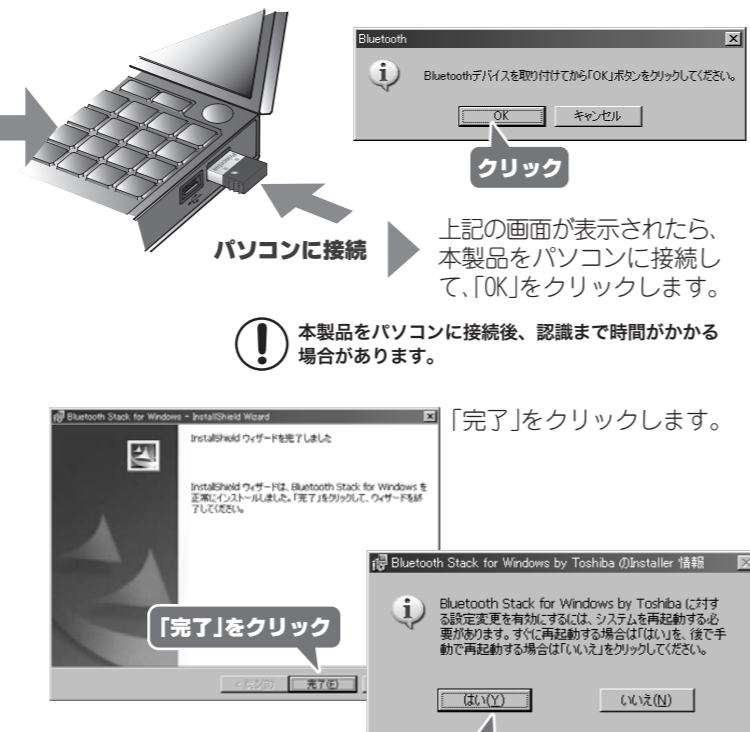 Bluetooth
Bluetoothデバイスを取り付けてから「OK」ボタンをクリックしてください。
OK
キャンセル
クリック
パソコンに接続
上記の画面が表示されたら、
本製品をパソコンに接続し
て、「OK」をクリックします。
本製品をパソコンに接続後、認識まで時間がかかる
場合があります。
Bluetooth Stack for Windows - InstallShield Wizard
InstallShield ウィザードを完了しました
InstallShield ウィザードは、Bluetooth Stack for Windows を
正常にインストールしました。「完了」をクリックして、ウィザードを終
了してください。
「完了」をクリック
< 戻る(B)
完了(F)
「完了」をクリックします。
Bluetooth Stack for Windows by Toshiba のInstaller 情報
Bluetooth Stack for Windows by Toshiba に対す
る設定変更を有効にするには、システムを再起動する必
要があります。すぐに再起動する場合は「はい」を、後で手
動で再起動する場合は「いいえ」をクリックしてください。
はい(Y)
いいえ(N)